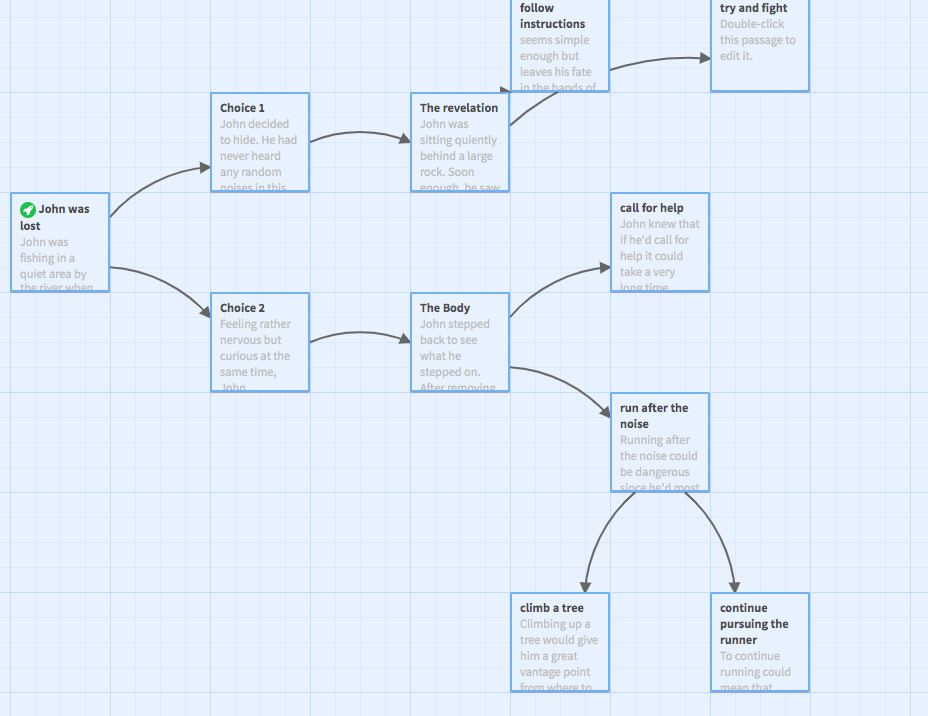 follow
instructions
seems simple
enough but
leaves his fate
in the hands of
try and fight
Double-click
this passage to
edit it.
Choice 1
John decided
to hide. He had
never heard
any random
noises in this
The revelation
John was
sitting quiently
behind a large
rock. Soon
enough, he saw
John was
lost
John was
fishing in a
quiet area by
the river when
call for help
John knew that
if he'd call for
help it could
take a very
long time
Choice 2
Feeling rather
nervous but
curious at the
same time,
John
The Body
John stepped
back to see
what he
stepped on.
After removing
run after the
noise
Running after
the noise could
be dangerous
since he'd most
climb a tree
Climbing up a
tree would give
him a great
vantage point
from where to
continue
pursuing the
runner
To continue
running could
mean that